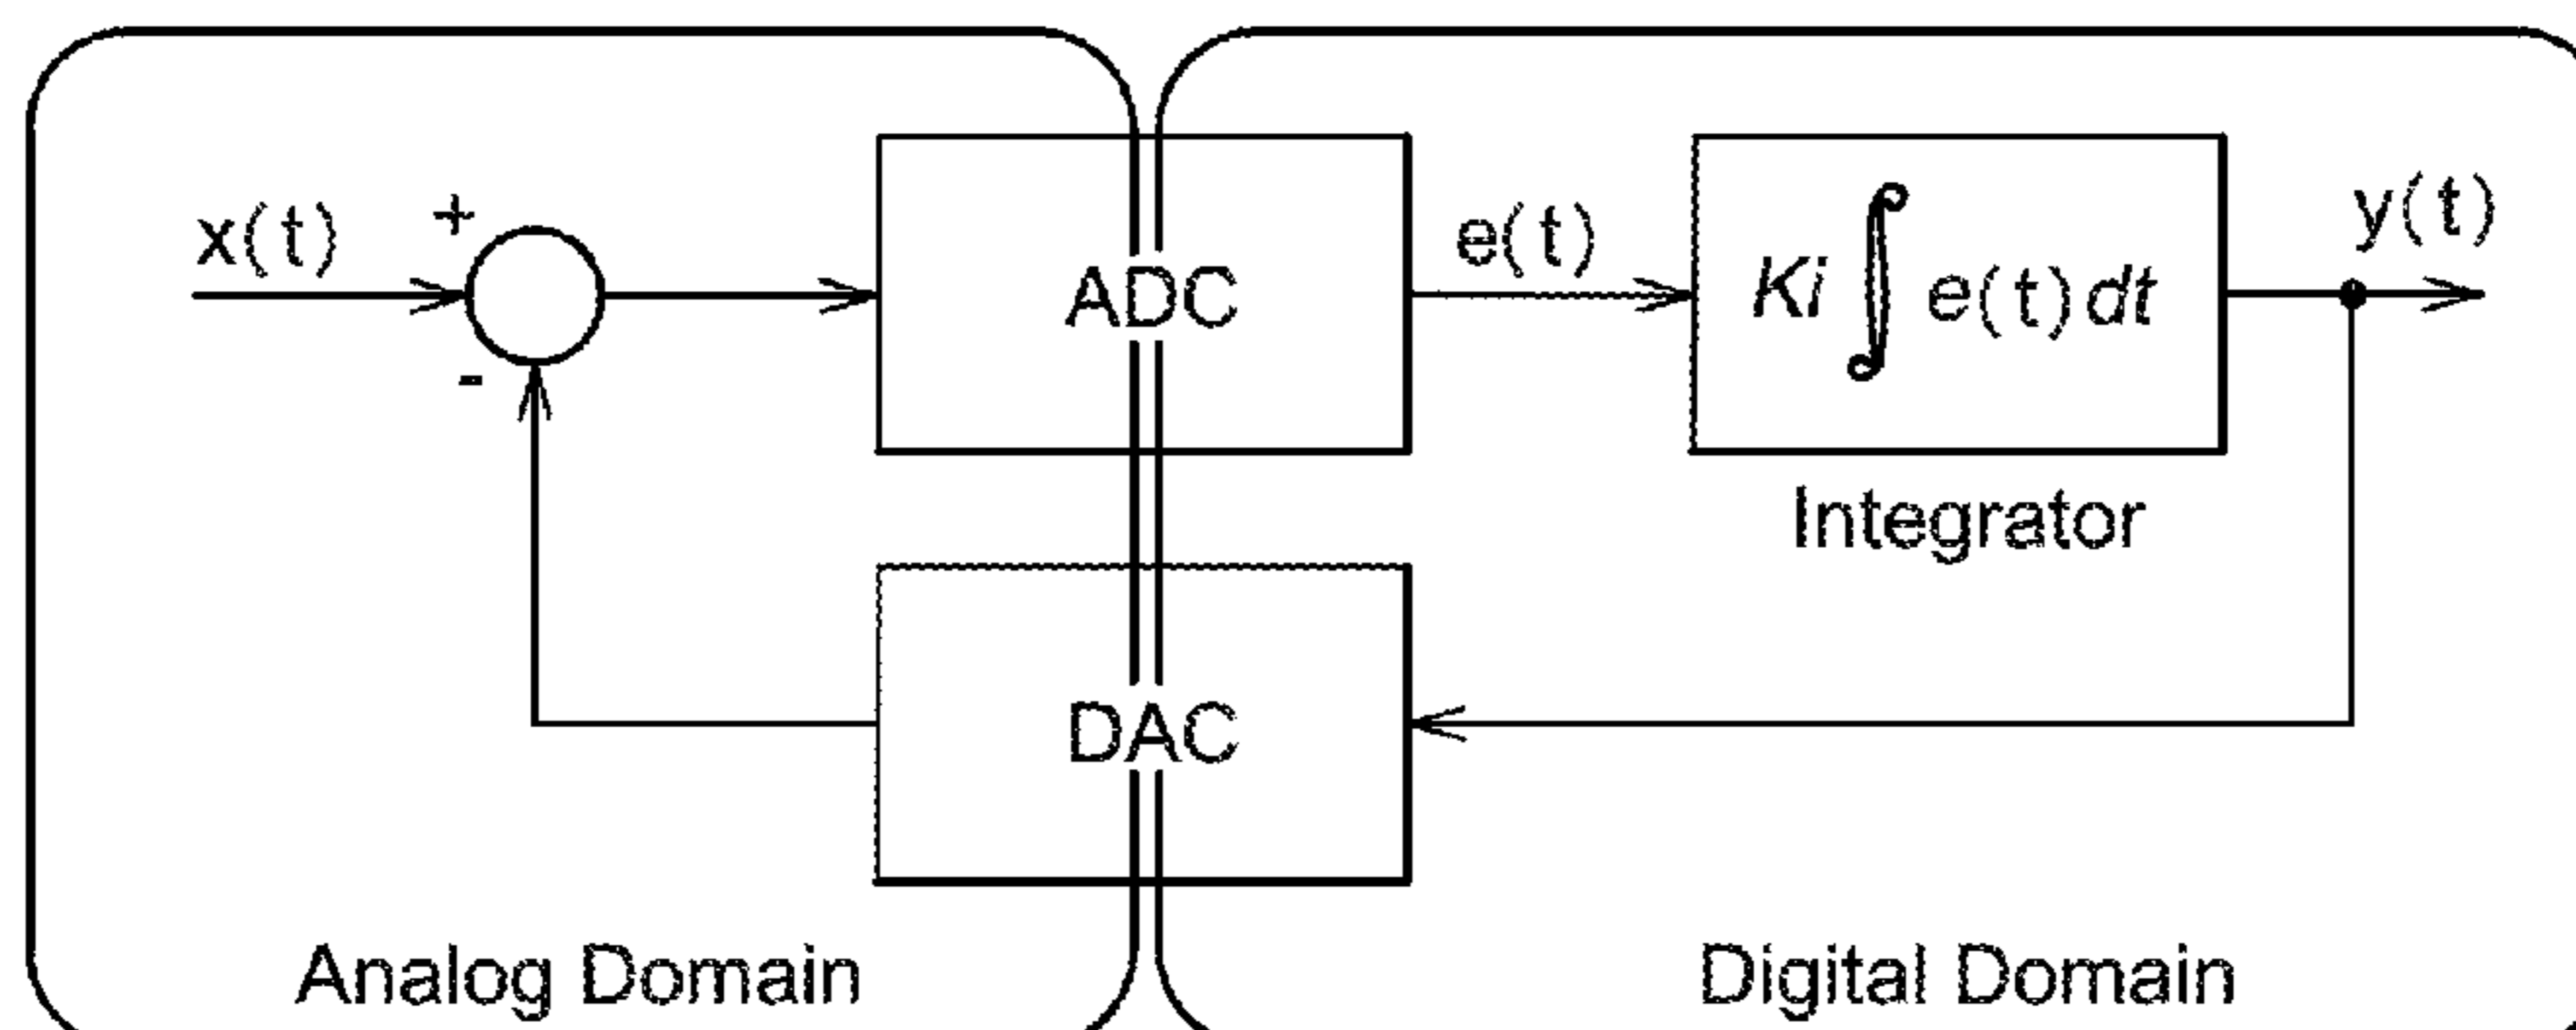 x(t)
+
-
ADC
e(t)
Ki ∫ e(t) dt
y(t)
Integrator
DAC
Analog Domain
Digital Domain